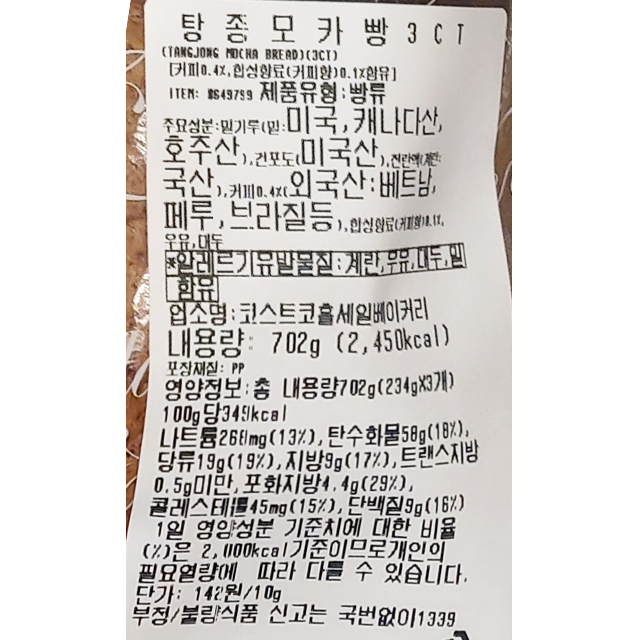 탕종모카빵 3CT
(TANGJONG MOCHA BREAD)(3CT)
[커피0.4%,합성향료(커피향)0.1%함유]
ITEM: #649799 제품유형:빵류
주요성분:밀가루(밀:미국,캐나다산,
호주산),건포도(미국산),전란액(계란:
국산),커피0.4%(외국산:베트남,
페루,브라질등),합성향료(커피향)0.1%,
우유,대두
*알레르기유발물질:계란,우유,대두,밀
함유
업소명:코스트코홀세일베이커리
내용량: 702g (2,450kcal)
포장재질: PP
영양정보:총 내용량702g(234gX3개)
100g당349kcal
나트륨268mg(13%),탄수화물58g(18%),
당류19g(19%),지방9g(17%),트랜스지방
0.5g미만,포화지방4.4g(29%),
콜레스테롤45mg(15%),단백질9g(16%)
1일 영양성분 기준치에 대한 비율
(%)은 2,000kcal기준이므로개인의
필요열량에 따라 다를 수 있습니다.
단가: 142원/10g
부정/불량식품 신고는 국번없이1339